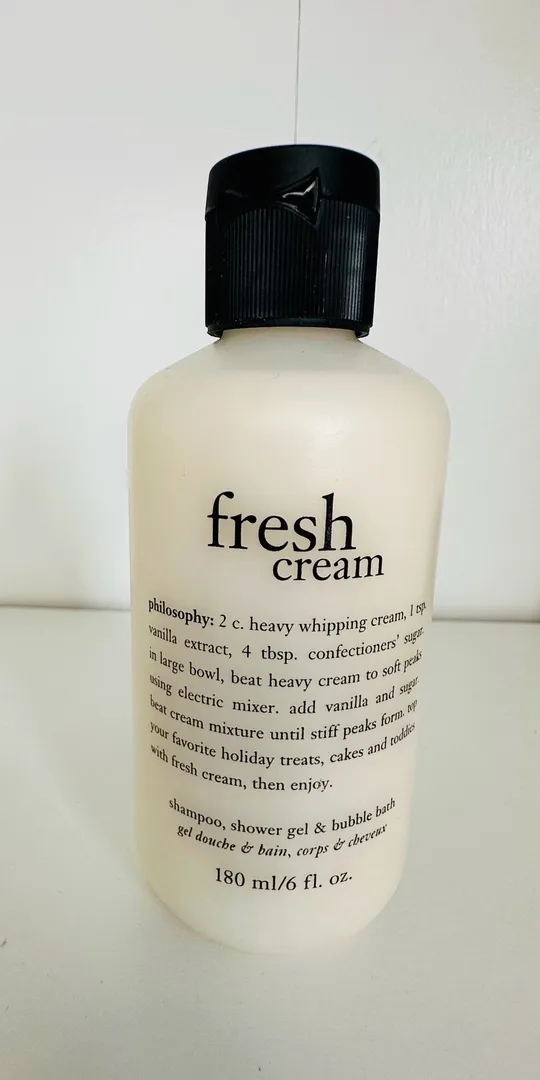 fresh
cream
philosophy: 2 c. heavy whipping cream, 1 tsp.
vanilla extract, 4 tbsp. confectioners' sugar.
in large bowl, beat heavy cream to soft peaks
using electric mixer. add vanilla and sugar.
beat cream mixture until stiff peaks form. top
your favorite holiday treats, cakes and toddies
with fresh cream, then enjoy.
shampoo, shower gel & bubble bath
gel douche & bain, corps & cheveux
180 ml/6 fl. oz.